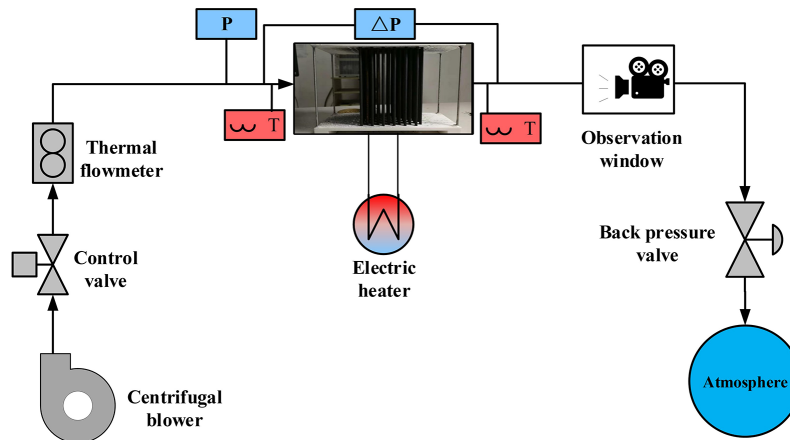 P
△P
T
T
Thermal
flowmeter
Observation
window
Control
valve
Electric
heater
Back pressure
valve
Centrifugal
blower
Atmosphere